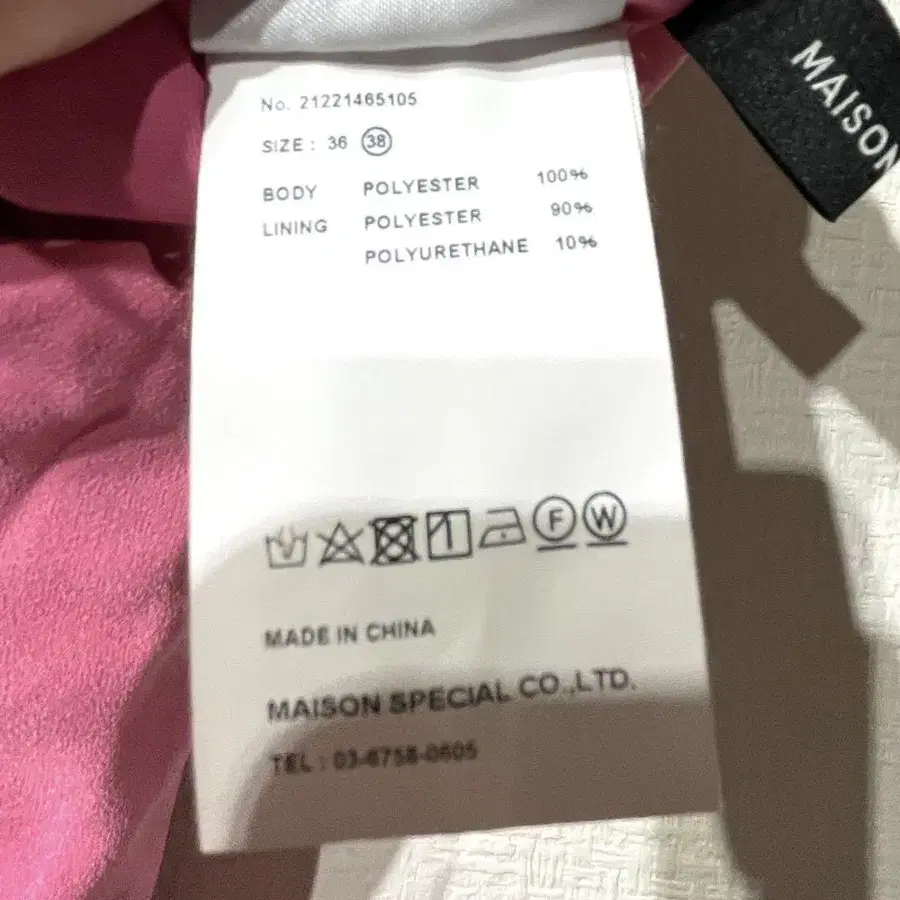 MAISON
No. 21221465105
SIZE : 36 38
BODY POLYESTER 100%
LINING POLYESTER 90%
POLYURETHANE 10%
F W
MADE IN CHINA
MAISON SPECIAL CO.,LTD.
TEL : 03-6758-0605